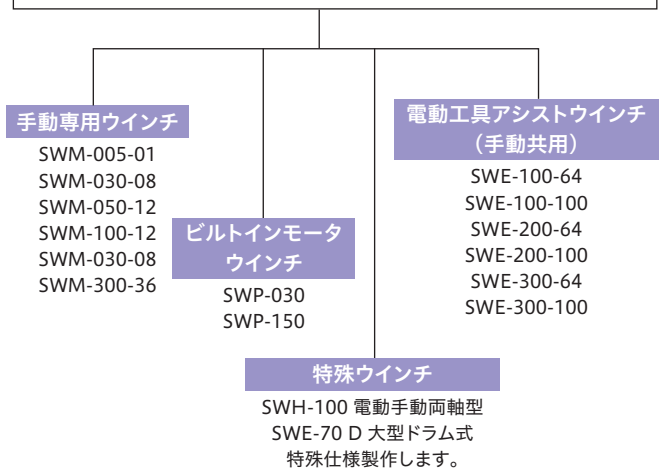 手動専用ウインチ
SWM-005-01
SWM-030-08
SWM-050-12
SWM-100-12
SWM-030-08
SWM-300-36
ビルトインモータ
ウインチ
SWP-030
SWP-150
特殊ウインチ
SWH-100 電動手動両軸型
SWE-70 D 大型ドラム式
特殊仕様製作します。
電動工具アシストウインチ
（手動共用）
SWE-100-64
SWE-100-100
SWE-200-64
SWE-200-100
SWE-300-64
SWE-300-100